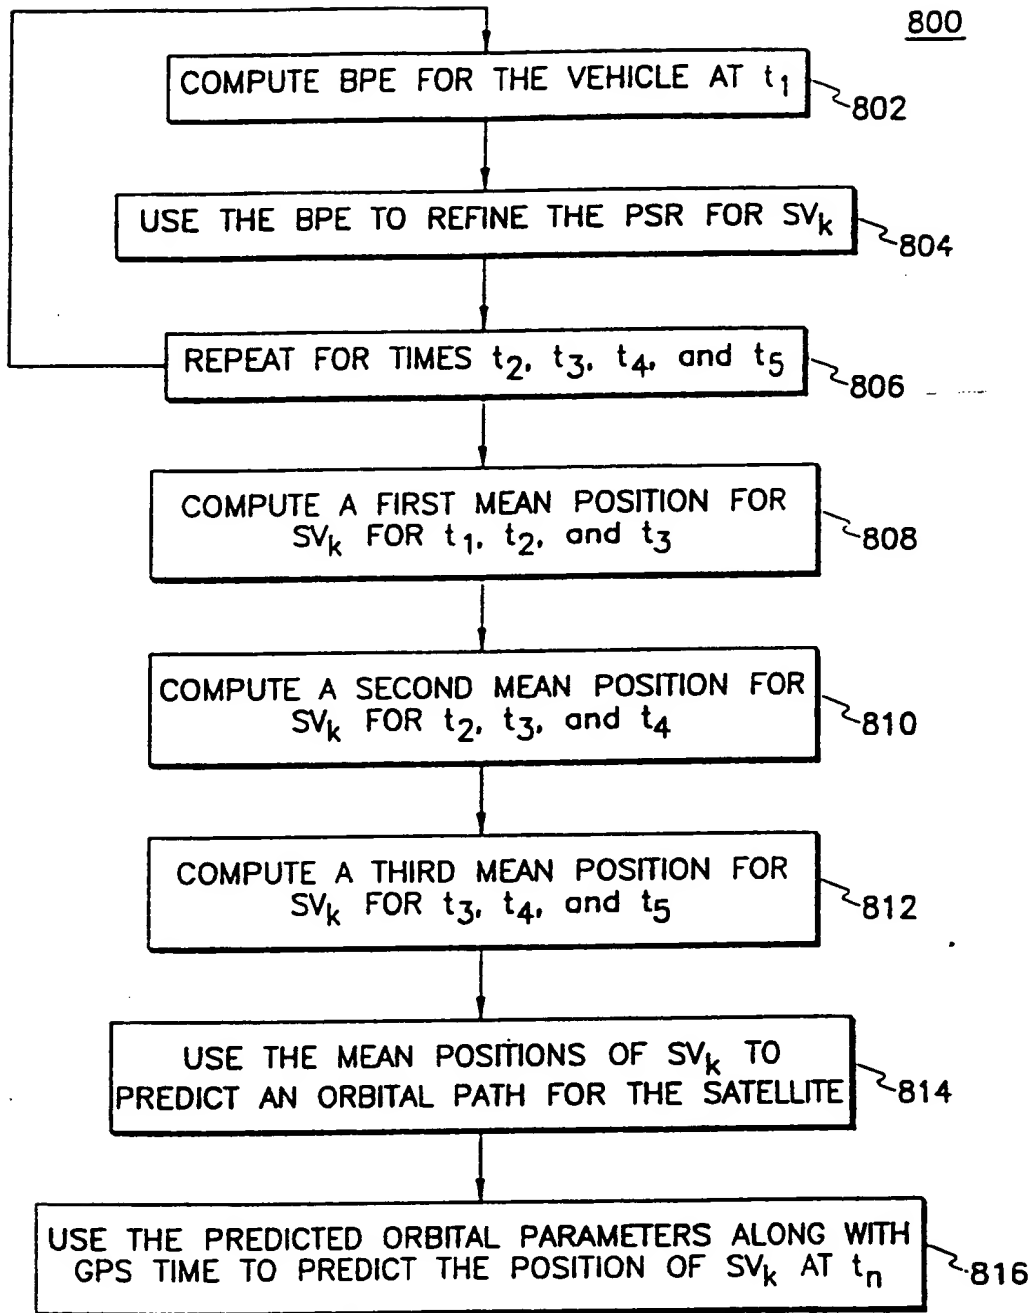 800
COMPUTE BPE FOR THE VEHICLE AT t1
802
USE THE BPE TO REFINE THE PSR FOR SVk
804
REPEAT FOR TIMES t2, t3, t4, and t5
806
COMPUTE A FIRST MEAN POSITION FOR
SVk FOR t1, t2, and t3
808
COMPUTE A SECOND MEAN POSITION FOR
SVk FOR t2, t3, and t4
810
COMPUTE A THIRD MEAN POSITION FOR
SVk FOR t3, t4, and t5
812
USE THE MEAN POSITIONS OF SVk TO
PREDICT AN ORBITAL PATH FOR THE SATELLITE
814
USE THE PREDICTED ORBITAL PARAMETERS ALONG WITH
GPS TIME TO PREDICT THE POSITION OF SVk AT tn
816